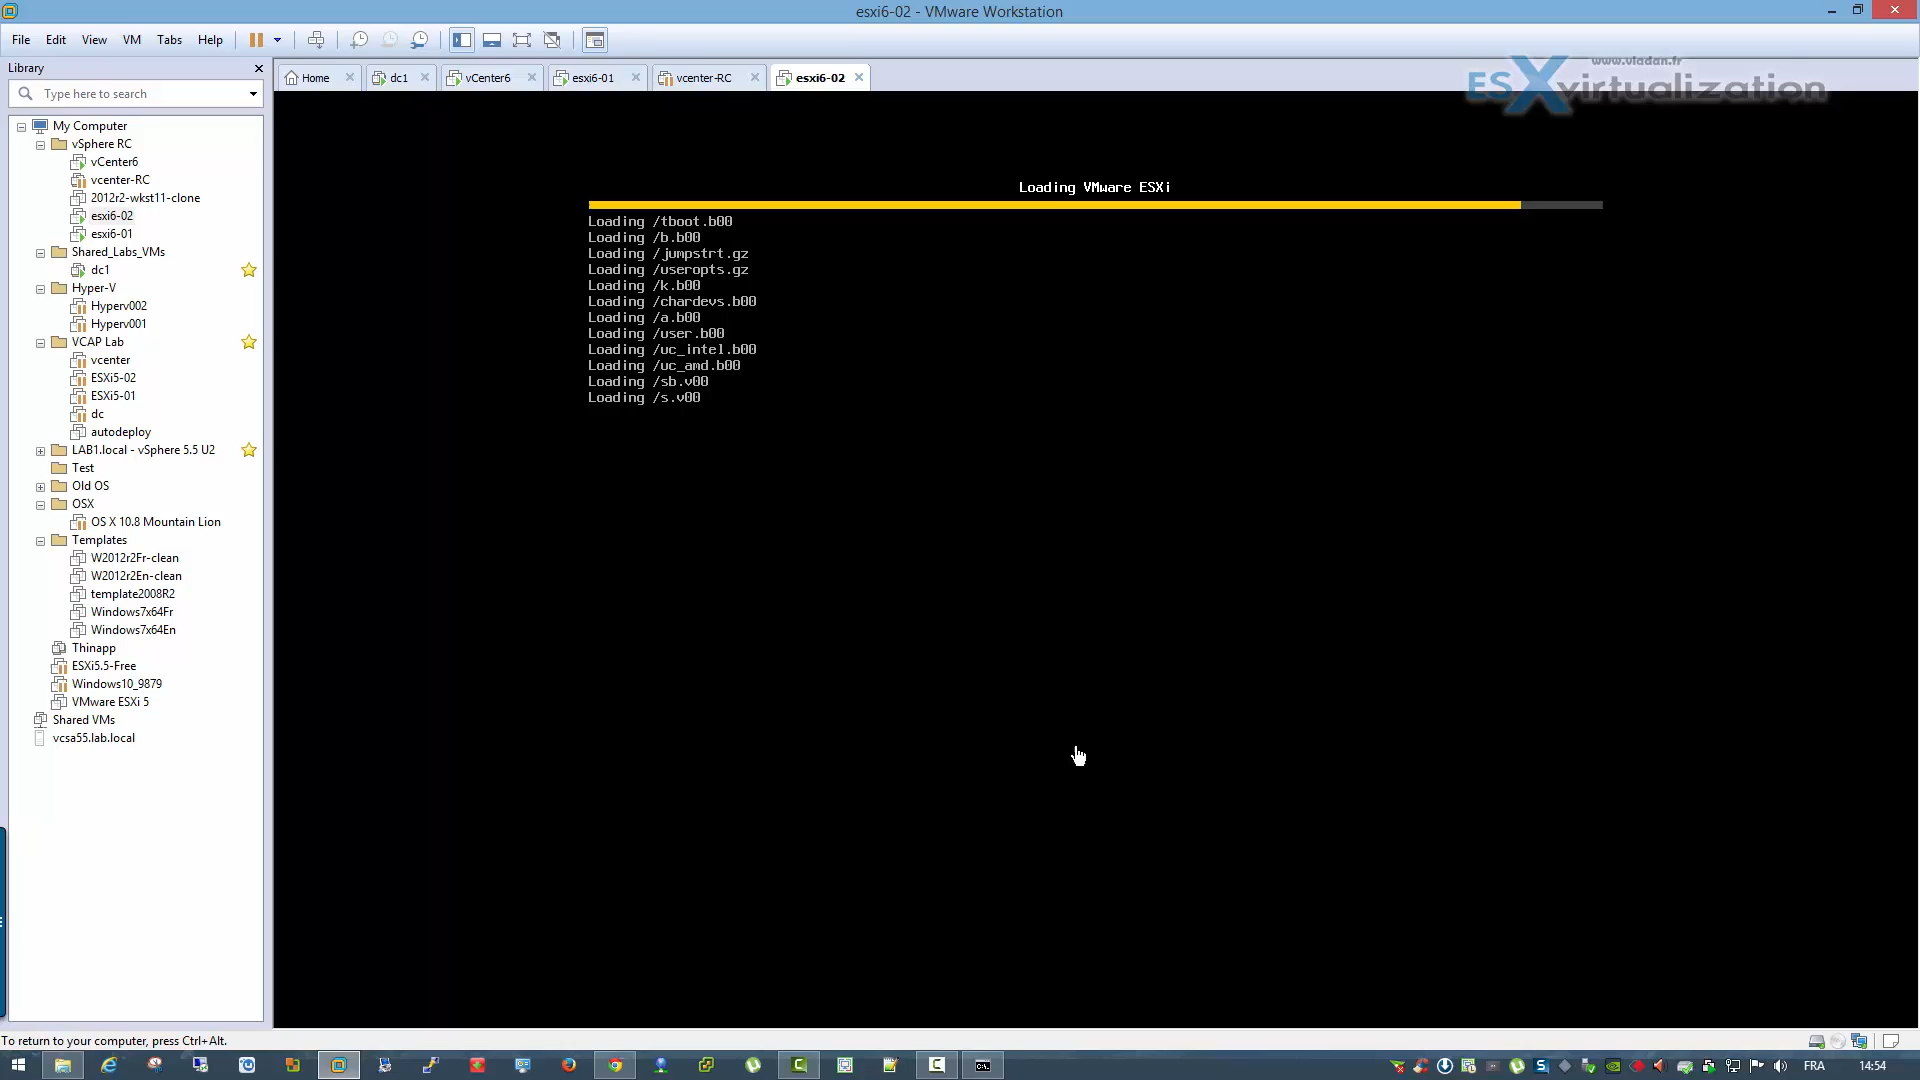 esxi6-02 - VMware Workstation
File Edit View VM Tabs Help
Library
Type here to search
Home dc1 vCenter6 esxi6-01 vcenter-RC esxi6-02
www.vladan.fr
ESXvirtualization
My Computer
vSphere RC
vCenter6
vcenter-RC
2012r2-wkst11-clone
esxi6-02
esxi6-01
Shared_Labs_VMs
dc1
Hyper-V
Hyperv002
Hyperv001
VCAP Lab
vcenter
ESXi5-02
ESXi5-01
dc
autodeploy
LAB1.local - vSphere 5.5 U2
Test
Old OS
OSX
OS X 10.8 Mountain Lion
Templates
W2012r2Fr-clean
W2012r2En-clean
template2008R2
Windows7x64Fr
Windows7x64En
Thinapp
ESXi5.5-Free
Windows10_9879
VMware ESXi 5
Shared VMs
vcsa55.lab.local
Loading VMware ESXi
Loading /tboot.b00
Loading /b.b00
Loading /jumpstrt.gz
Loading /useropts.gz
Loading /k.b00
Loading /chardevs.b00
Loading /a.b00
Loading /user.b00
Loading /uc_intel.b00
Loading /uc_amd.b00
Loading /sb.v00
Loading /s.v00
To return to your computer, press Ctrl+Alt.
FRA 14:54